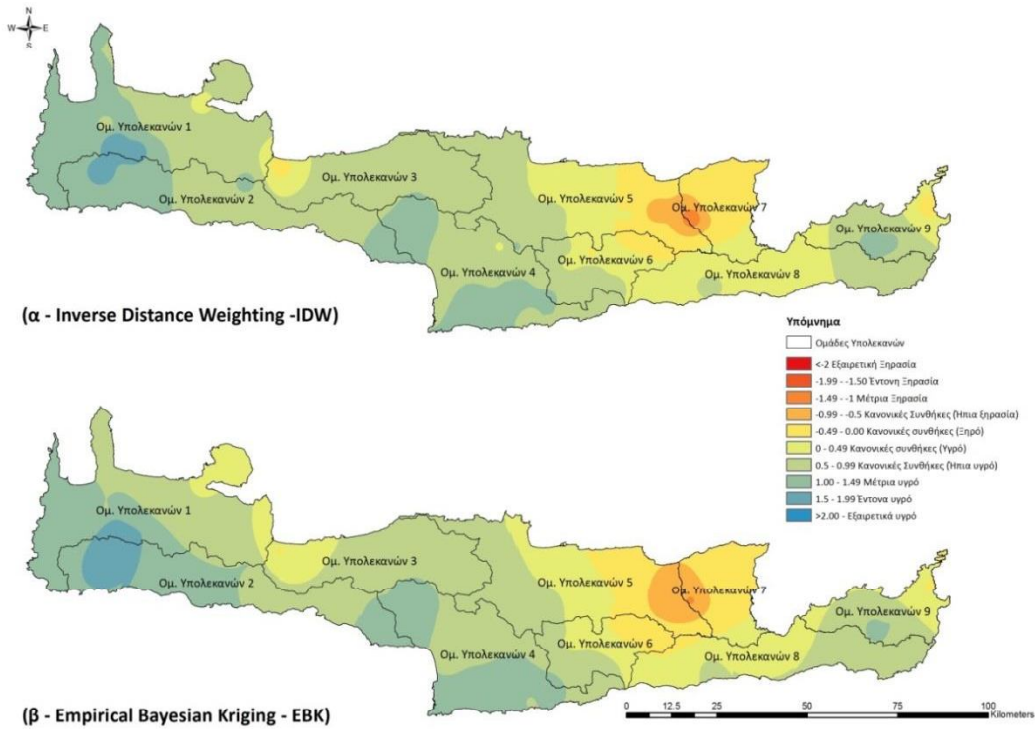 N
W E
S
Ομ. Υπολεκανών 1
Ομ. Υπολεκανών 2
Ομ. Υπολεκανών 3
Ομ. Υπολεκανών 4
Ομ. Υπολεκανών 5
Ομ. Υπολεκανών 6
Ομ. Υπολεκανών 7
Ομ. Υπολεκανών 8
Ομ. Υπολεκανών 9
(α - Inverse Distance Weighting -IDW)
Υπόμνημα
Ομάδες Υπολεκανών
<-2 Εξαιρετική Ξηρασία
-1.99 - -1.50 Έντονη Ξηρασία
-1.49 - -1 Μέτρια Ξηρασία
-0.99 - -0.5 Κανονικές Συνθήκες (Ήπια ξηρασία)
-0.49 - 0.00 Κανονικές συνθήκες (Ξηρό)
0 - 0.49 Κανονικές συνθήκες (Υγρό)
0.5 - 0.99 Κανονικές Συνθήκες (Ήπια υγρό)
1.00 - 1.49 Μέτρια υγρό
1.5 - 1.99 Έντονα υγρό
>2.00 - Εξαιρετικά υγρό
Ομ. Υπολεκανών 1
Ομ. Υπολεκανών 2
Ομ. Υπολεκανών 3
Ομ. Υπολεκανών 4
Ομ. Υπολεκανών 5
Ομ. Υπολεκανών 6
Ομ. Υπολεκανών 7
Ομ. Υπολεκανών 8
Ομ. Υπολεκανών 9
(β - Empirical Bayesian Kriging - EBK)
0 12.5 25 50 75 100
Kilometers